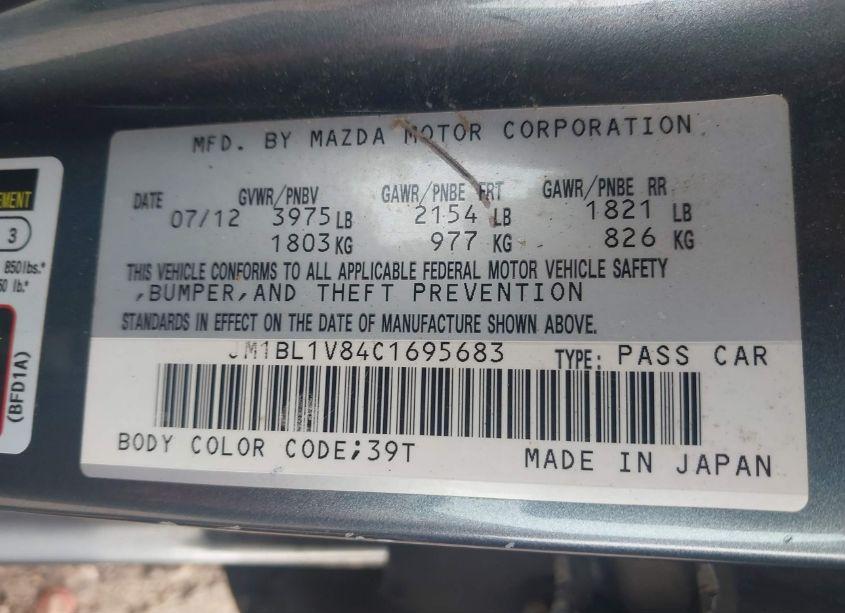 MFD. BY MAZDA MOTOR CORPORATION
DATE GVWR/PNBV GAWR/PNBE FRT GAWR/PNBE RR
07/12 3975 LB 2154 LB 1821 LB
1803 KG 977 KG 826 KG
THIS VEHICLE CONFORMS TO ALL APPLICABLE FEDERAL MOTOR VEHICLE SAFETY
,BUMPER,AND THEFT PREVENTION
STANDARDS IN EFFECT ON THE DATE OF MANUFACTURE SHOWN ABOVE.
JM1BL1V84C1695683 TYPE: PASS CAR
BODY COLOR CODE;39T MADE IN JAPAN
3
850lbs.*
(BFD1A)